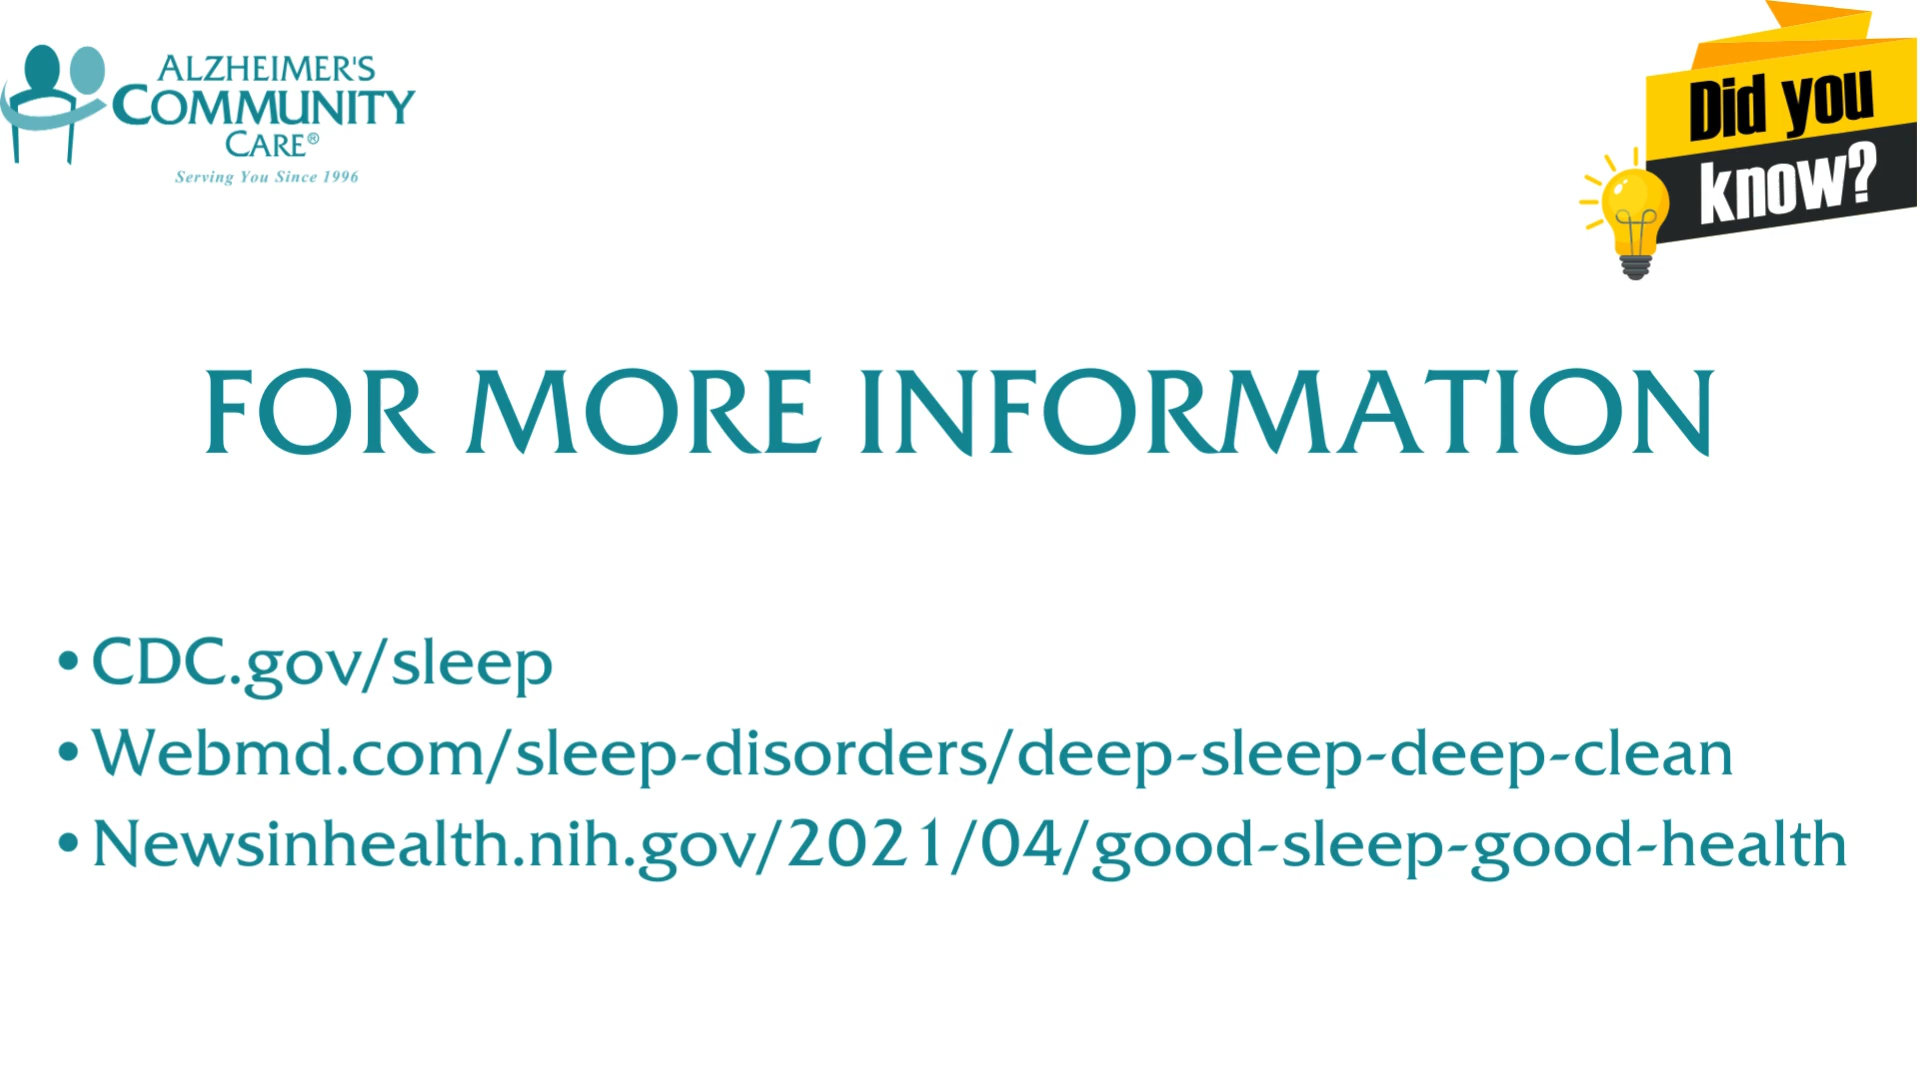 ALZHEIMER'S
COMMUNITY
CARE®
Serving You Since 1996
Did you
know?
FOR MORE INFORMATION
• CDC.gov/sleep
• Webmd.com/sleep-disorders/deep-sleep-deep-clean
• Newsinhealth.nih.gov/2021/04/good-sleep-good-health